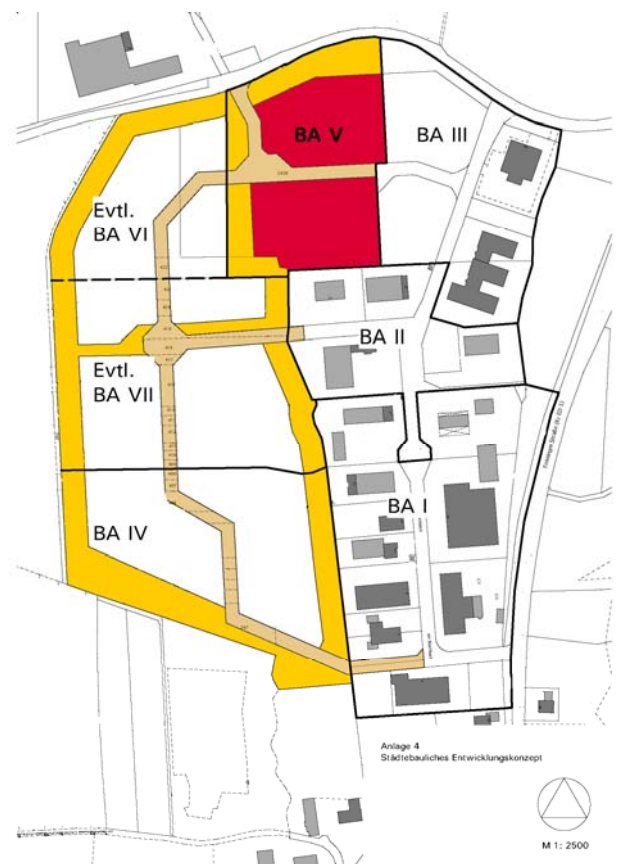 BA V
BA III
Evtl.
BA VI
BA II
Evtl.
BA VII
BA I
BA IV
Anlage 4
Städtebauliches Entwicklungskonzept
M 1: 2500